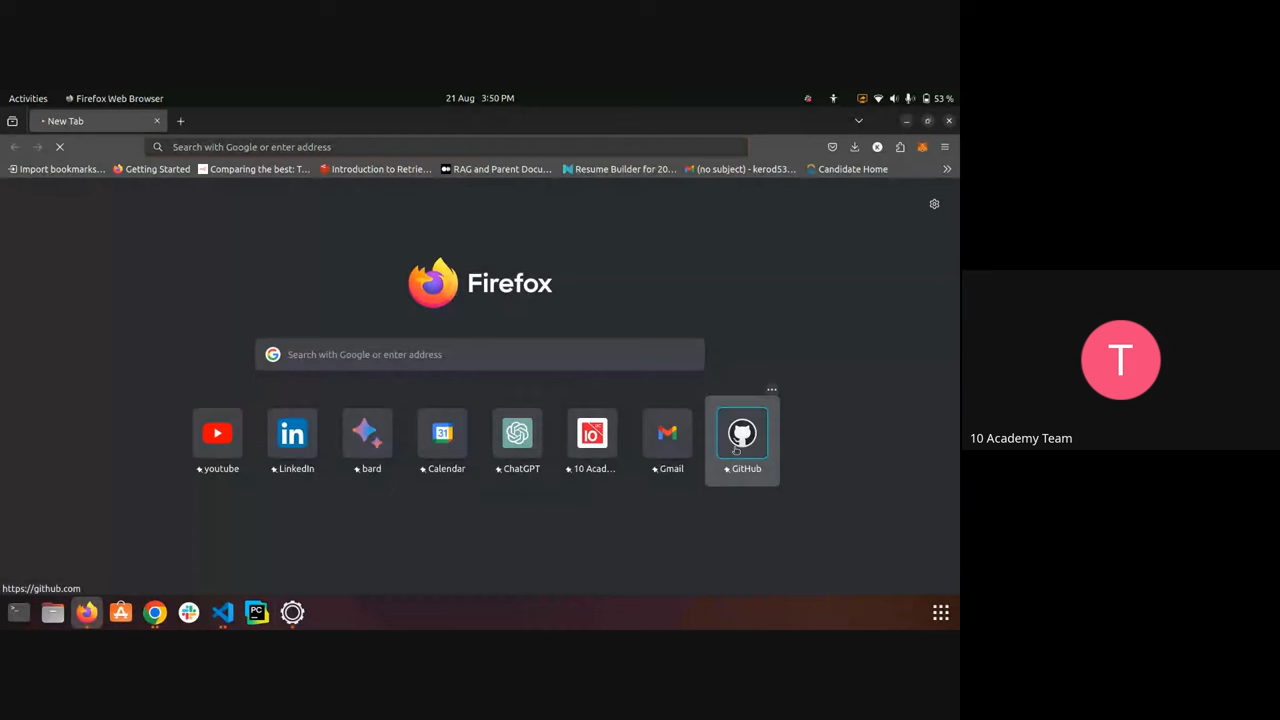 Activities Firefox Web Browser 21 Aug 3:50 PM 53 %
New Tab
Search with Google or enter address
Import bookmarks... Getting Started Comparing the best: T... Introduction to Retrie... RAG and Parent Docu... Resume Builder for 20... (no subject) - kerod53... Candidate Home
Firefox
Search with Google or enter address
youtube LinkedIn bard Calendar ChatGPT 10 Acad... Gmail GitHub
https://github.com
T
10 Academy Team